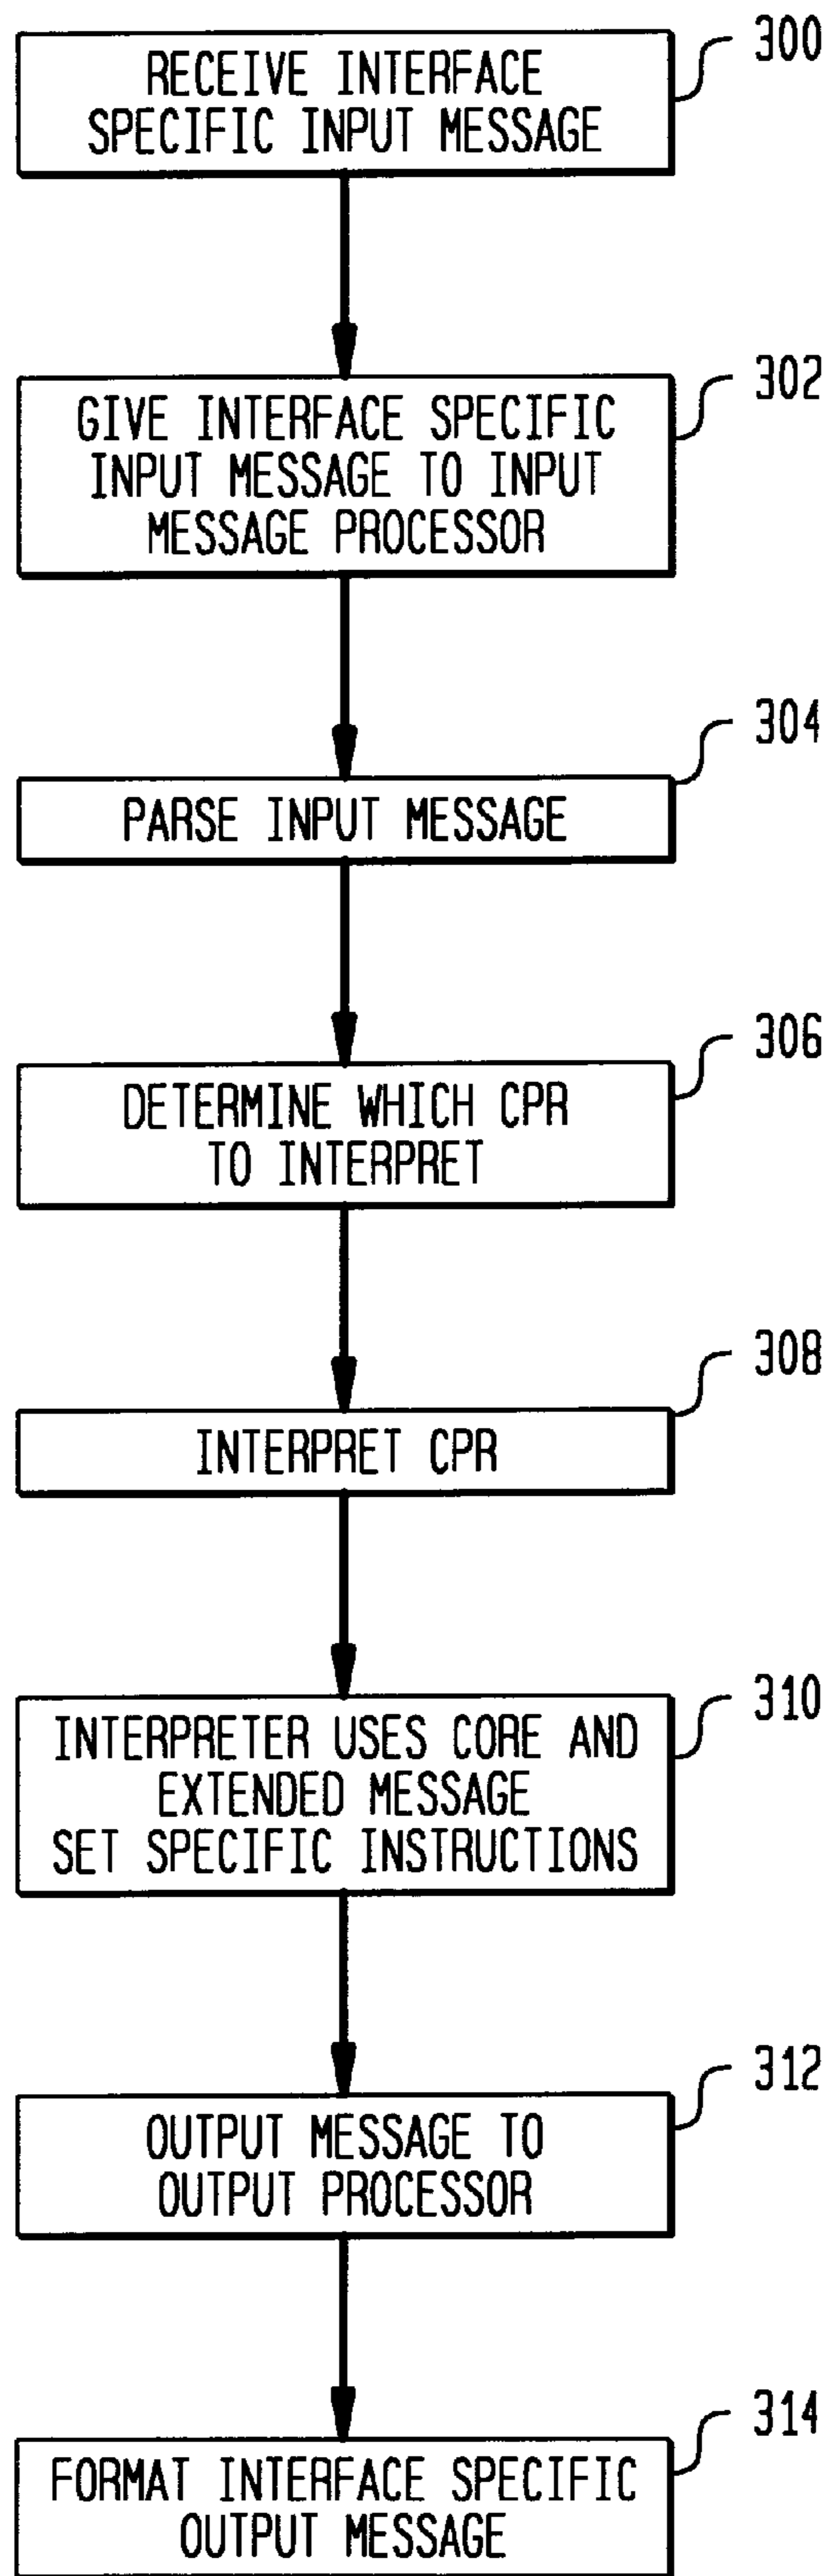 300
RECEIVE INTERFACE
SPECIFIC INPUT MESSAGE
302
GIVE INTERFACE SPECIFIC
INPUT MESSAGE TO INPUT
MESSAGE PROCESSOR
304
PARSE INPUT MESSAGE
306
DETERMINE WHICH CPR
TO INTERPRET
308
INTERPRET CPR
310
INTERPRETER USES CORE AND
EXTENDED MESSAGE
SET SPECIFIC INSTRUCTIONS
312
OUTPUT MESSAGE TO
OUTPUT PROCESSOR
314
FORMAT INTERFACE SPECIFIC
OUTPUT MESSAGE